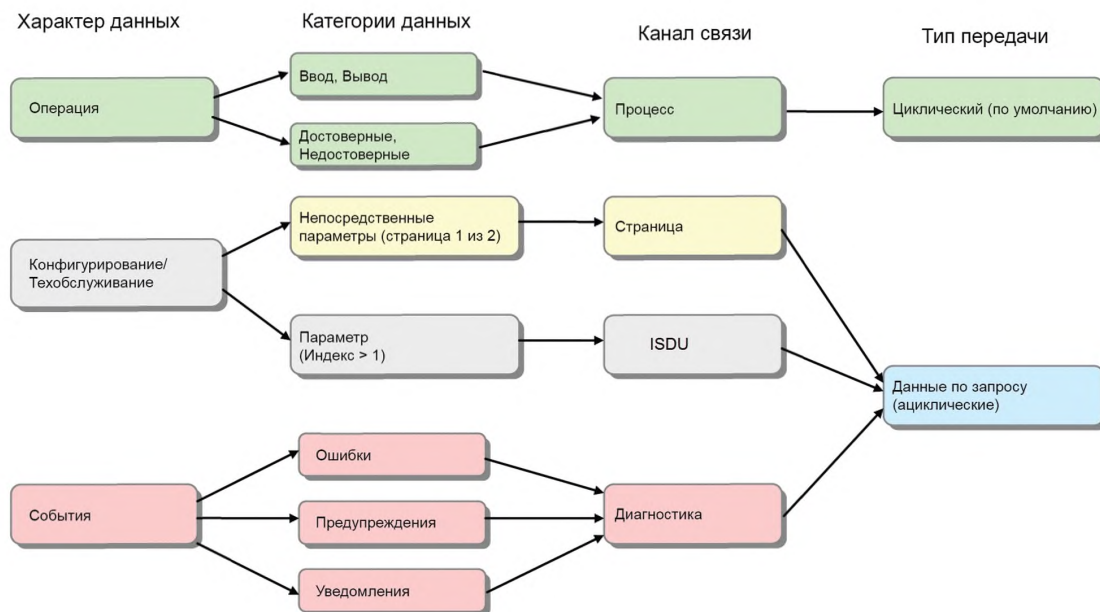 Характер данных
Категории данных
Канал связи
Тип передачи
Операция
Ввод, Вывод
Достоверные,
Недостоверные
Процесс
Циклический (по умолчанию)
Конфигурирование/
Техобслуживание
Непосредственные
параметры (страница 1 из 2)
Страница
Параметр
(Индекс > 1)
ISDU
Данные по запросу
(ациклические)
События
Ошибки
Предупреждения
Уведомления
Диагностика